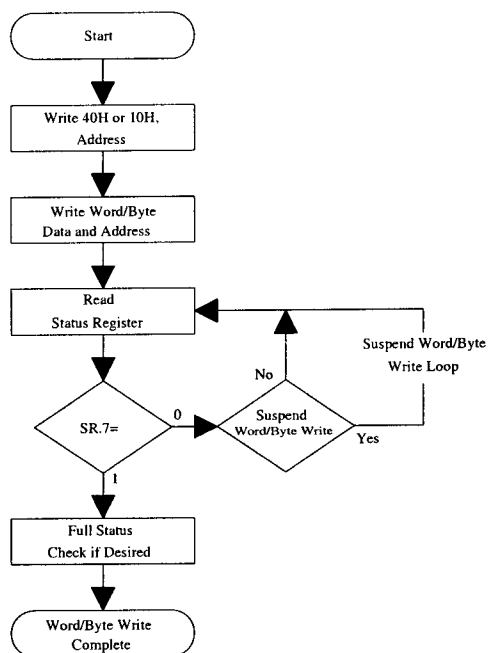 Start
Write 40H or 10H,
Address
Write Word/Byte
Data and Address
Read
Status Register
Suspend Word/Byte
Write Loop
No
SR.7=
0
Suspend
Word/Byte Write
Yes
1
Full Status
Check if Desired
Word/Byte Write
Complete